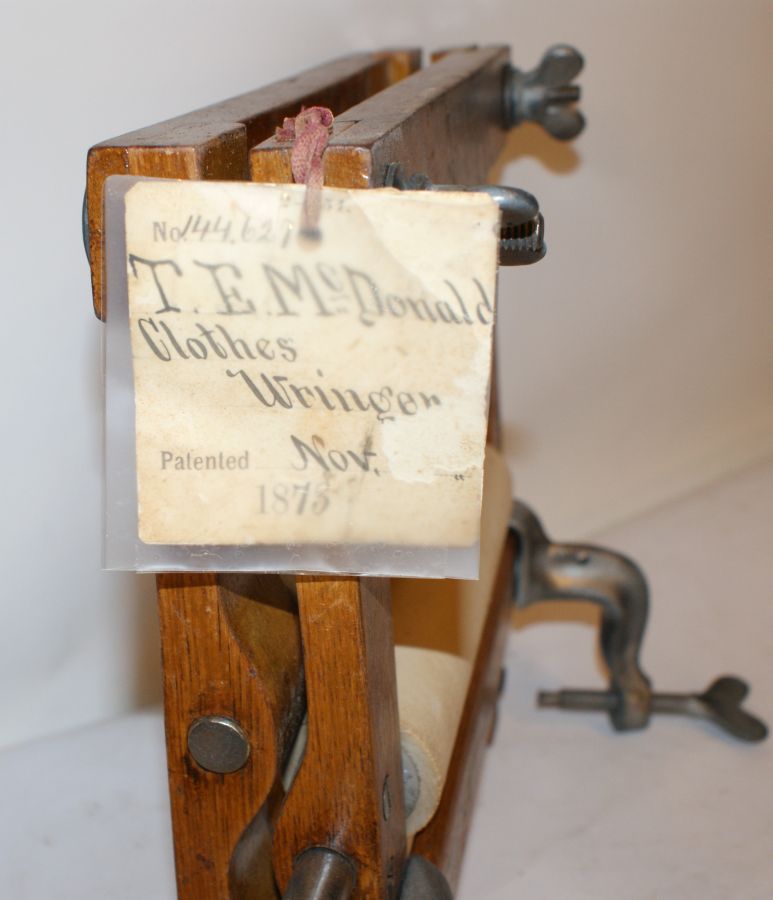 No. 144,627
T. E. McDonald
Clothes
Wringer
Patented Nov.
1873